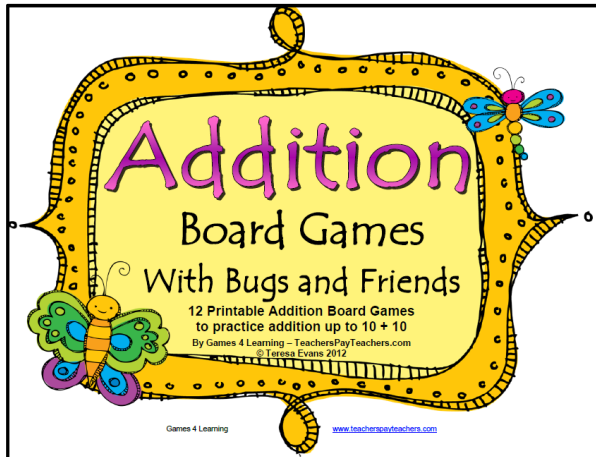 Addition
Board Games
With Bugs and Friends
12 Printable Addition Board Games
to practice addition up to 10 + 10
By Games 4 Learning – TeachersPayTeachers.com
© Teresa Evans 2012
Games 4 Learning www.teacherspayteachers.com